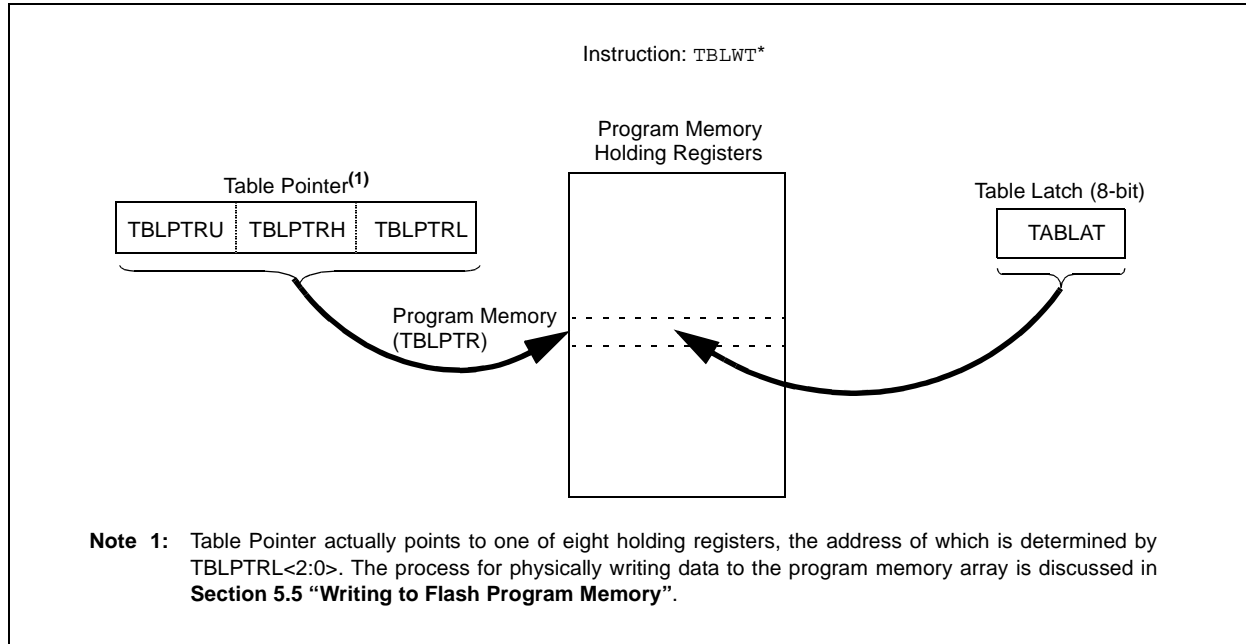 Instruction: TBLWT*
Program Memory
Holding Registers
Table Pointer(1)
Table Latch (8-bit)
TBLPTRU TBLPTRH TBLPTRL
TABLAT
Program Memory
(TBLPTR)
Note 1: Table Pointer actually points to one of eight holding registers, the address of which is determined by
TBLPTRL<2:0>. The process for physically writing data to the program memory array is discussed in
Section 5.5 “Writing to Flash Program Memory”.